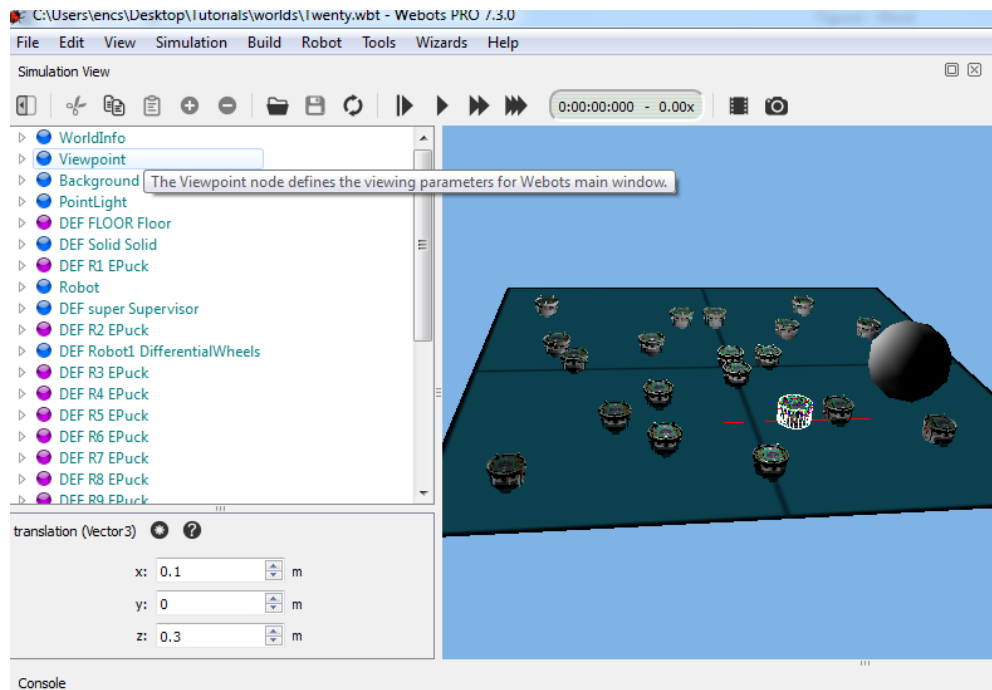 C:\Users\encs\Desktop\Tutorials\worlds\Twenty.wbt - Webots PRO 7.3.0
File Edit View Simulation Build Robot Tools Wizards Help
Simulation View
0:00:00:000 - 0.00x
WorldInfo
Viewpoint
Background
The Viewpoint node defines the viewing parameters for Webots main window.
PointLight
DEF FLOOR Floor
DEF Solid Solid
DEF R1 EPuck
Robot
DEF super Supervisor
DEF R2 EPuck
DEF Robot1 DifferentialWheels
DEF R3 EPuck
DEF R4 EPuck
DEF R5 EPuck
DEF R6 EPuck
DEF R7 EPuck
DEF R8 EPuck
DEF R9 EPuck
translation (Vector3)
x: 0.1 m
y: 0 m
z: 0.3 m
Console